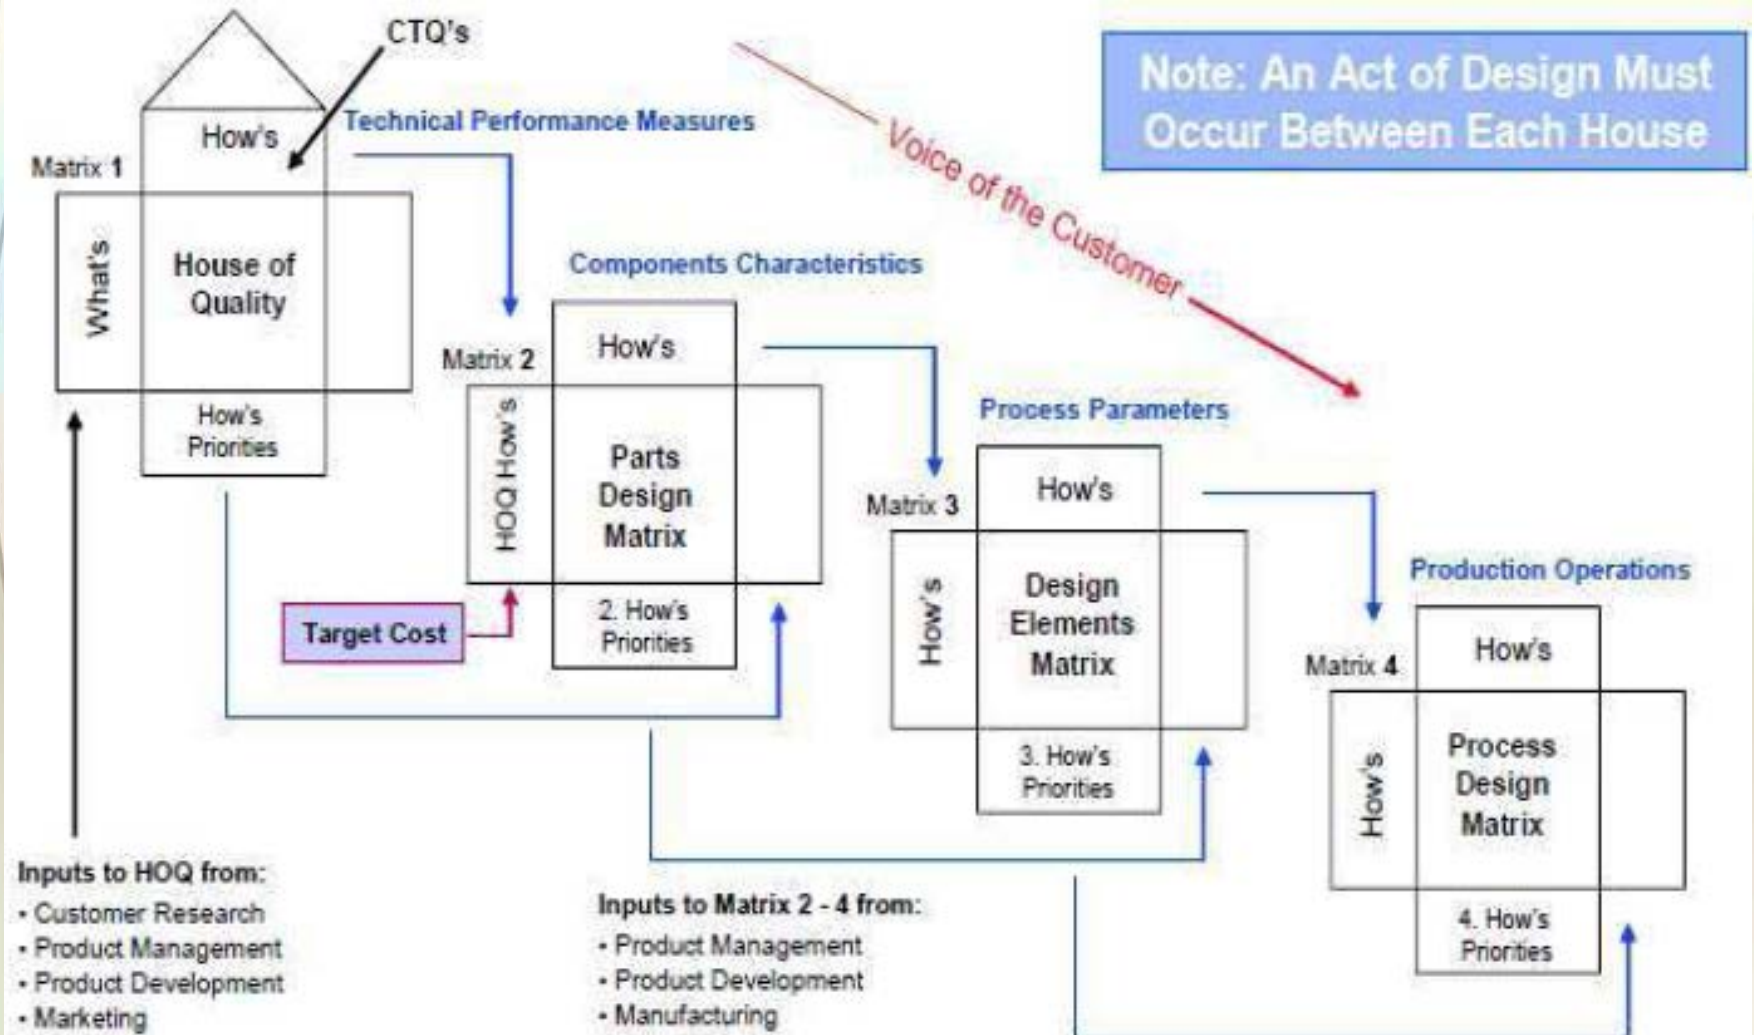 CTQ's
Note: An Act of Design Must
Occur Between Each House
How's
Technical Performance Measures
Matrix 1
Voice of the Customer
What's
House of
Quality
Components Characteristics
How's
Matrix 2
How's
Priorities
Process Parameters
HOQ How's
Parts
Design
Matrix
How's
Matrix 3
Target Cost
2. How's
Priorities
Production Operations
How's
Design
Elements
Matrix
How's
Matrix 4
3. How's
Priorities
How's
Process
Design
Matrix
Inputs to HOQ from:
• Customer Research
• Product Management
• Product Development
• Marketing
Inputs to Matrix 2 - 4 from:
• Product Management
• Product Development
• Manufacturing
4. How's
Priorities